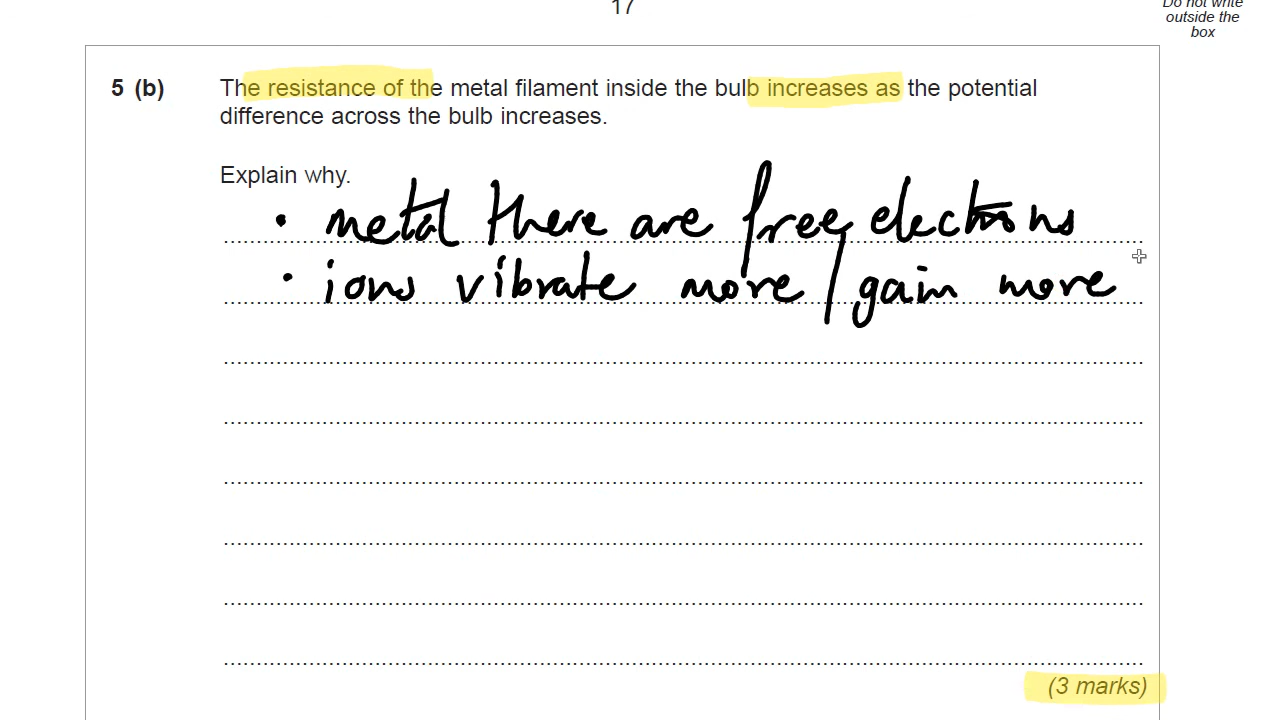 17
Do not write
outside the
box
5 (b) The resistance of the metal filament inside the bulb increases as the potential
difference across the bulb increases.
Explain why.
• metal there are free electrons
• ions vibrate more / gain more
(3 marks)